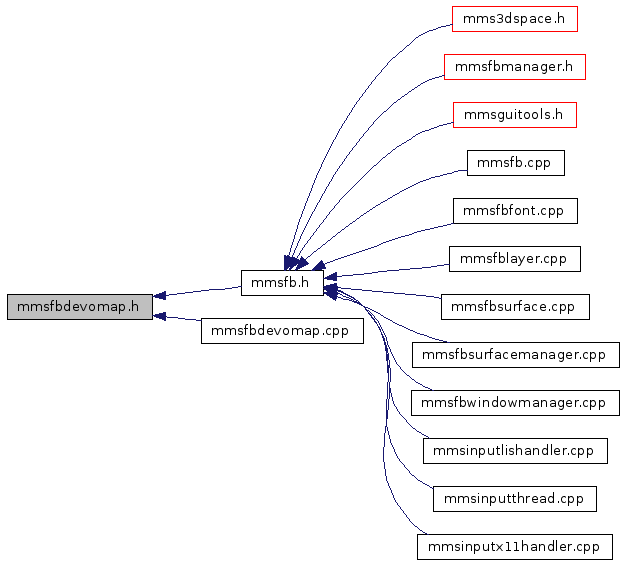 mms3dspace.h
mmsfbmanager.h
mmsguitools.h
mmsfb.cpp
mmsfbfont.cpp
mmsfblayer.cpp
mmsfb.h
mmsfbdevomap.h
mmsfbsurface.cpp
mmsfbdevomap.cpp
mmsfbsurfacemanager.cpp
mmsfbwindowmanager.cpp
mmsinputlishandler.cpp
mmsinputthread.cpp
mmsinputx11handler.cpp